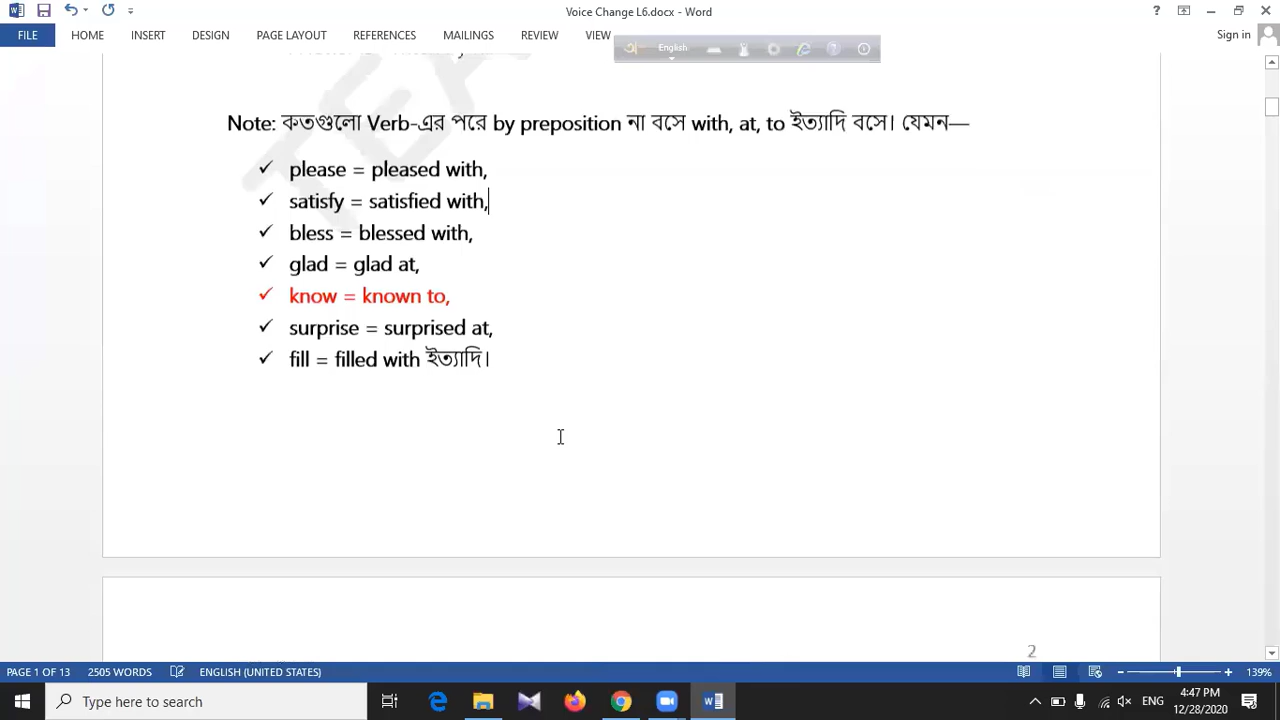 Voice Change L6.docx - Word
FILE HOME INSERT DESIGN PAGE LAYOUT REFERENCES MAILINGS REVIEW VIEW Sign in
English
TEA
Note: কতগুলো Verb-এর পরে by preposition না বসে with, at, to ইত্যাদি বসে। যেমন—
✓ please = pleased with,
✓ satisfy = satisfied with,
✓ bless = blessed with,
✓ glad = glad at,
✓ know = known to,
✓ surprise = surprised at,
✓ fill = filled with ইত্যাদি।
2
PAGE 1 OF 13 2505 WORDS ENGLISH (UNITED STATES) 139%
Type here to search
ENG
4:47 PM
12/28/2020